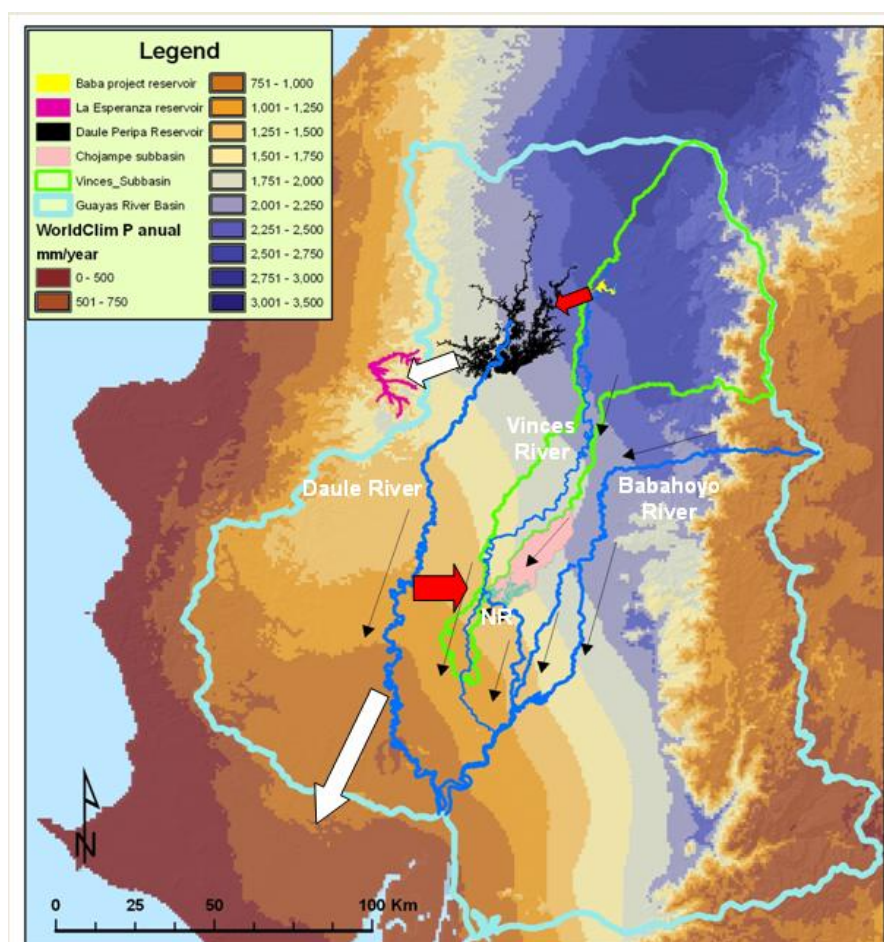 Legend
Baba project reservoir
La Esperanza reservoir
Daule Peripa Reservoir
Chojampe subbasin
Vinces_Subbasin
Guayas River Basin
WorldClim P anual
mm/year
0 - 500
501 - 750
751 - 1,000
1,001 - 1,250
1,251 - 1,500
1,501 - 1,750
1,751 - 2,000
2,001 - 2,250
2,251 - 2,500
2,501 - 2,750
2,751 - 3,000
3,001 - 3,500
Vinces
River
Daule River
Babahoyo
River
NR
N
0 25 50 100 Km